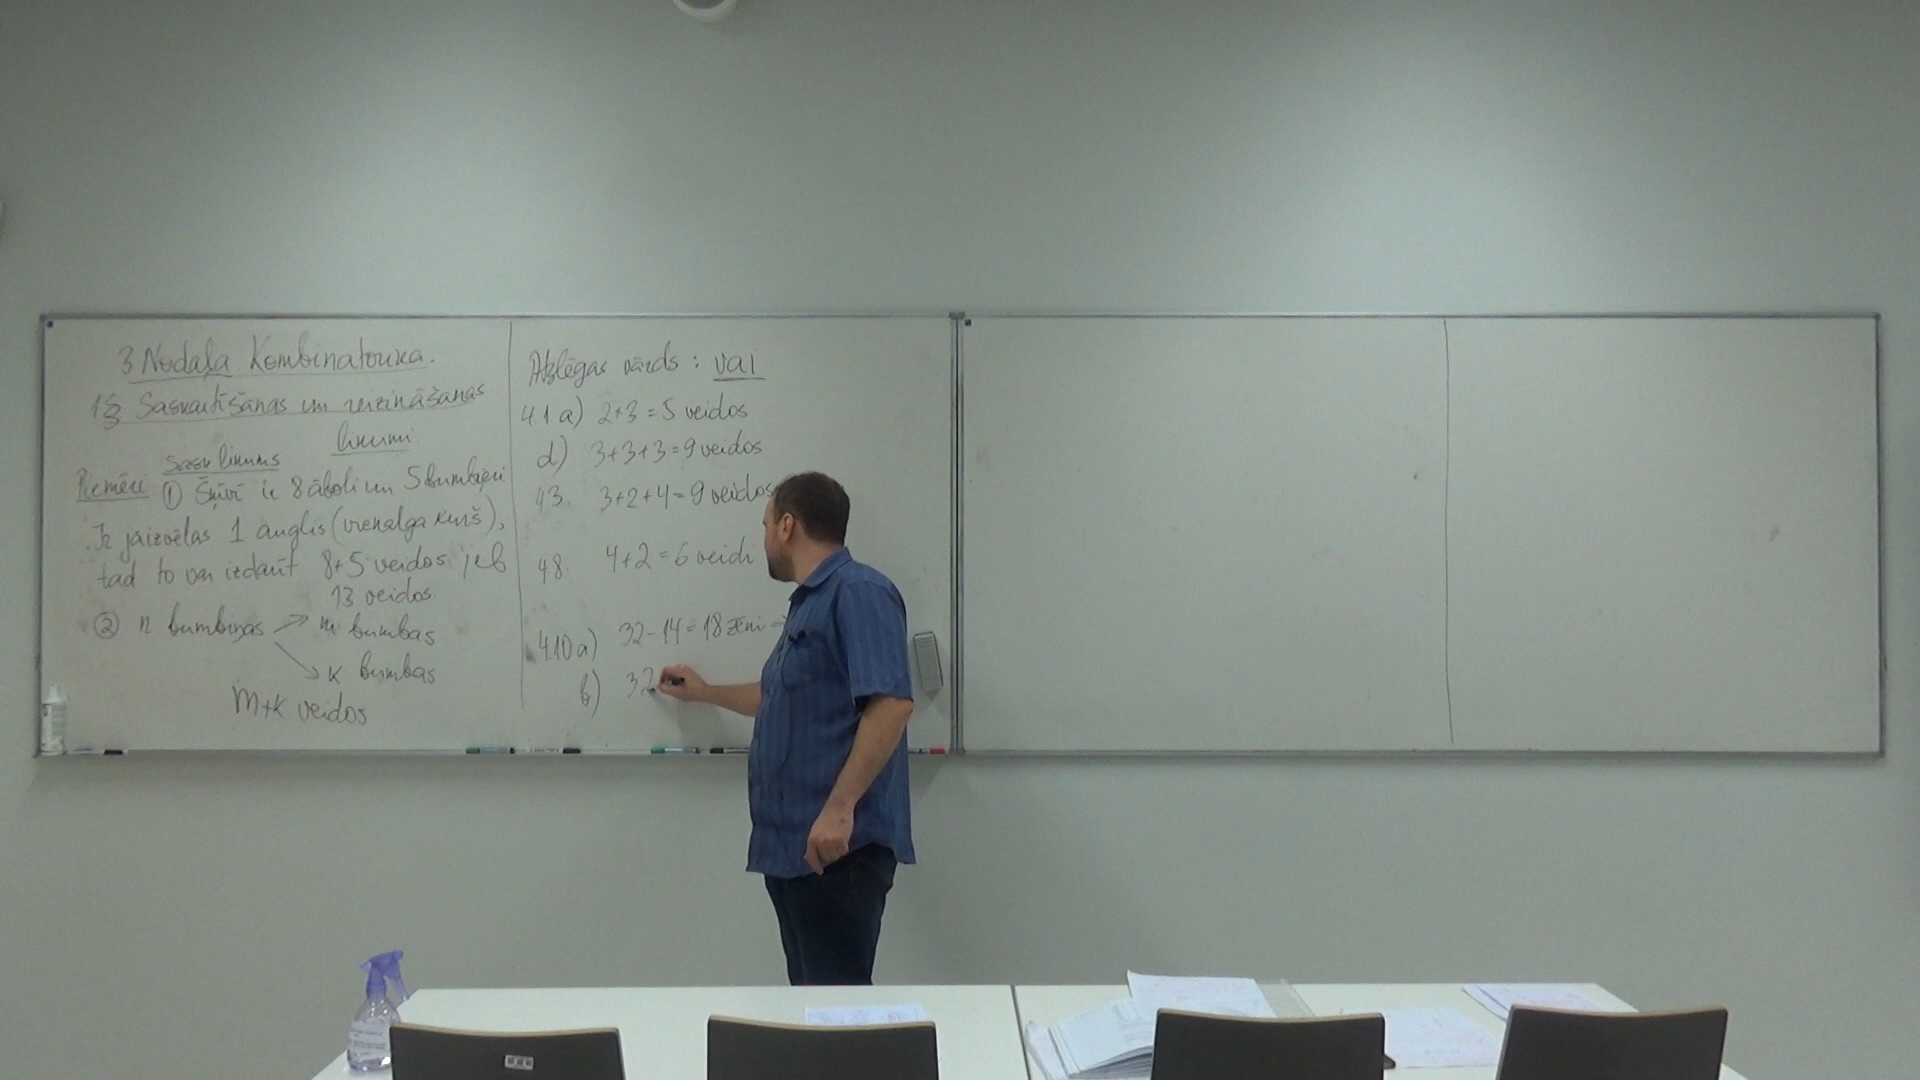 3 Nodaļa Kombinatorika.
1§ Saskaitīšanas un reizināšanas
likumi
Sask likums
Piemēri ① Šķīvī ir 8 āboli un 5 bumbieri
Ir jāizvēlas 1 auglis (vienalga kurš),
tad to var izdarīt 8+5 veidos jeb
13 veidos
② n bumbiņas → m bumbas
→ k bumbas
m+k veidos
Atslēgas vārds : vai
4.1. a) 2+3=5 veidos
d) 3+3+3=9 veidos
4.3. 3+2+4=9 veidos
4.8. 4+2=6 veidi
4.10 a) 32-14=18 zēni →
b) 32